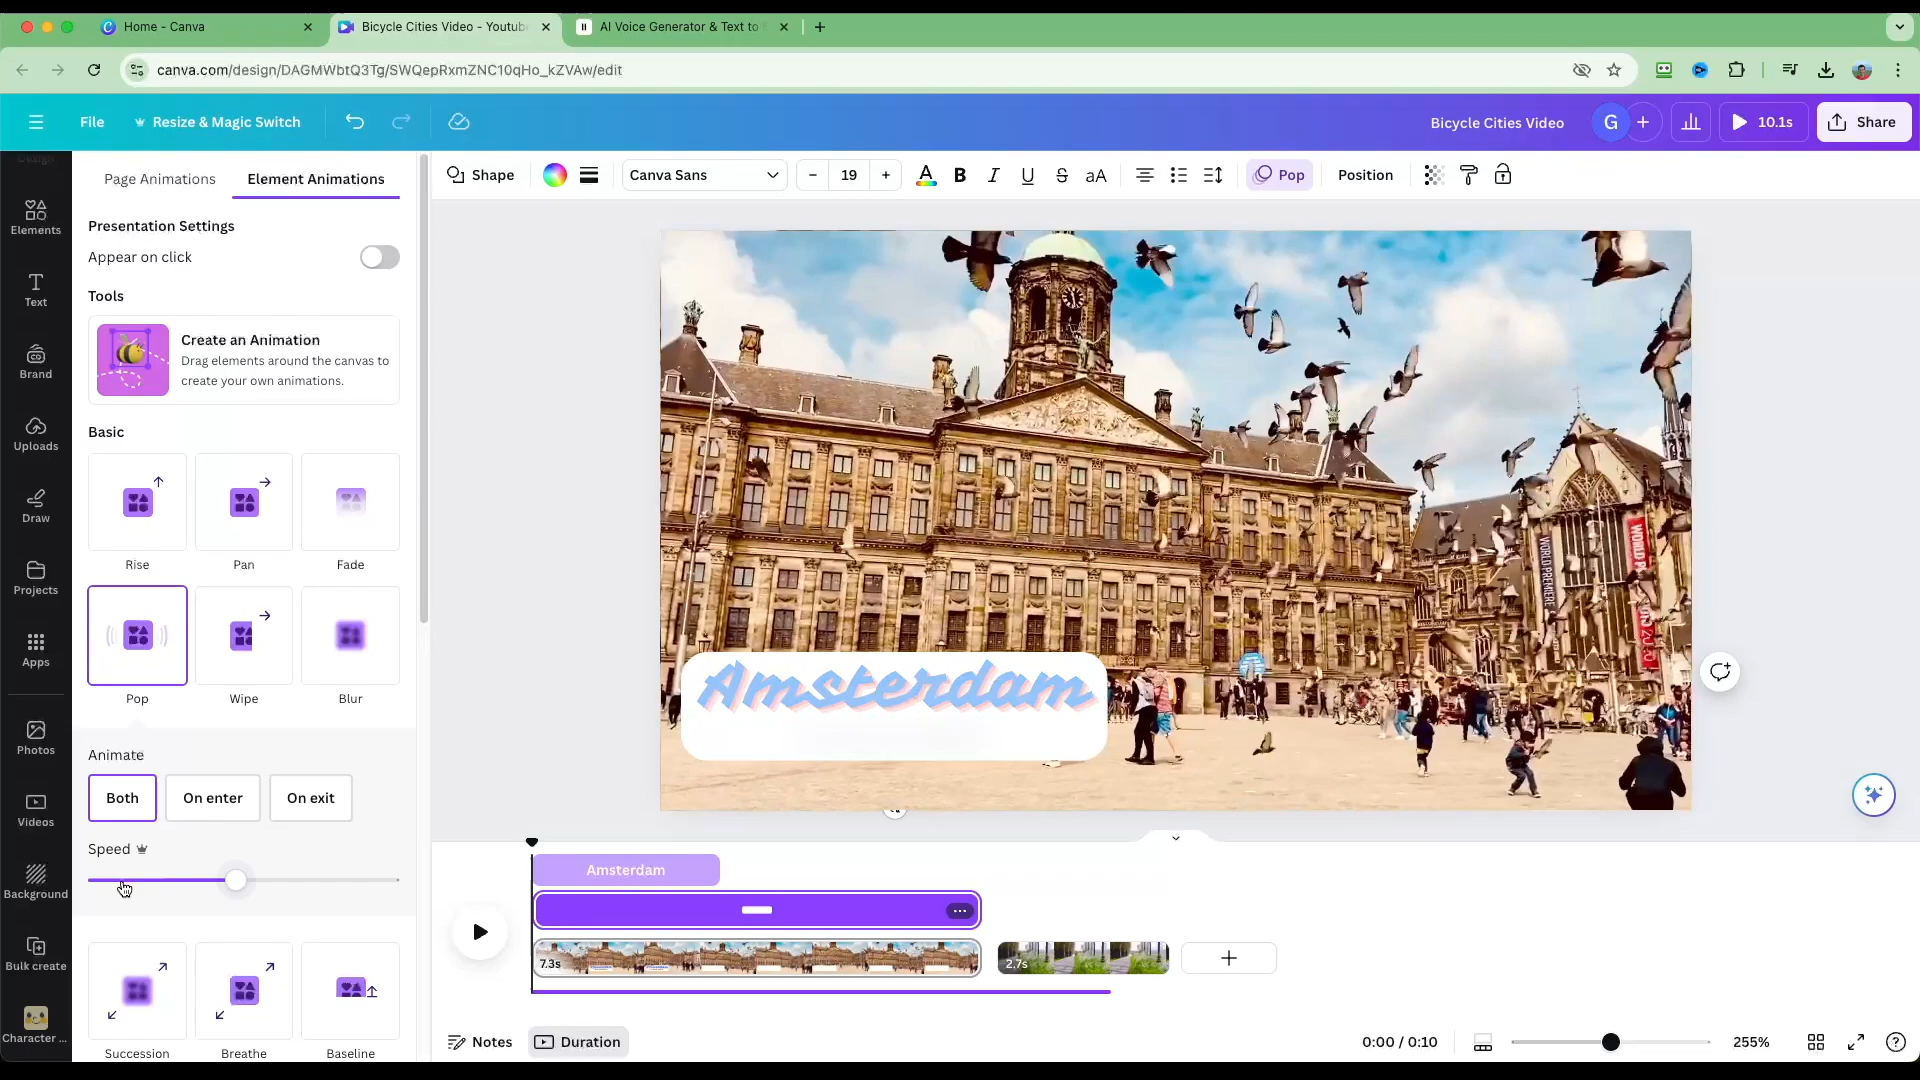 Home - Canva
Bicycle Cities Video - Youtub
AI Voice Generator & Text to
canva.com/design/DAGMWbtQ3Tg/SWQepRxmZNC10qHo_kZVAw/edit
File
Resize & Magic Switch
Bicycle Cities Video
G
10.1s
Share
Design
Elements
Text
Brand
Uploads
Draw
Projects
Apps
Photos
Videos
Background
Bulk create
Character ...
Page Animations
Element Animations
Presentation Settings
Appear on click
Tools
Create an Animation
Drag elements around the canvas to
create your own animations.
Basic
Rise
Pan
Fade
Pop
Wipe
Blur
Animate
Both
On enter
On exit
Speed
Succession
Breathe
Baseline
Shape
Canva Sans
19
A
B
I
U
S
aA
Pop
Position
WORLD PREMIERE
Amsterdam
Amsterdam
7.3s
2.7s
Notes
Duration
0:00 / 0:10
255%